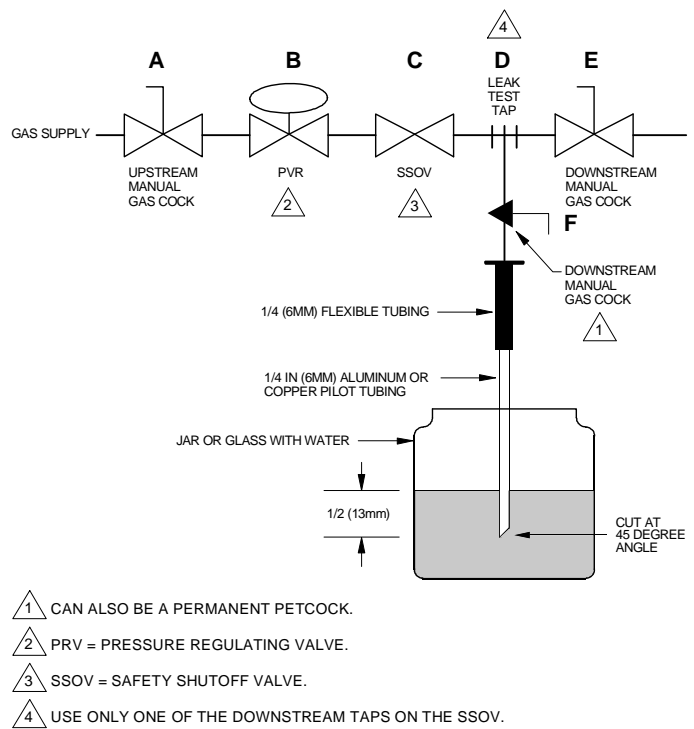 4
A
B
C
D
E
LEAK
TEST
TAP
GAS SUPPLY
UPSTREAM
MANUAL
GAS COCK
PVR
2
SSOV
3
DOWNSTREAM
MANUAL
GAS COCK
F
DOWNSTREAM
MANUAL
GAS COCK
1
1/4 (6MM) FLEXIBLE TUBING
1/4 IN (6MM) ALUMINUM OR
COPPER PILOT TUBING
JAR OR GLASS WITH WATER
1/2 (13mm)
CUT AT
45 DEGREE
ANGLE
1 CAN ALSO BE A PERMANENT PETCOCK.
2 PRV = PRESSURE REGULATING VALVE.
3 SSOV = SAFETY SHUTOFF VALVE.
4 USE ONLY ONE OF THE DOWNSTREAM TAPS ON THE SSOV.